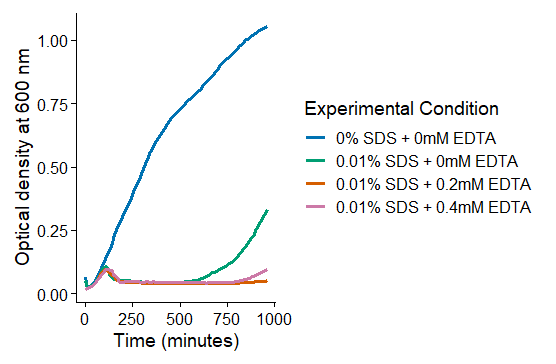 Optical density at 600 nm
1.00
0.75
0.50
0.25
0.00
0
250
500
750
1000
Time (minutes)
Experimental Condition
0% SDS + 0mM EDTA
0.01% SDS + 0mM EDTA
0.01% SDS + 0.2mM EDTA
0.01% SDS + 0.4mM EDTA